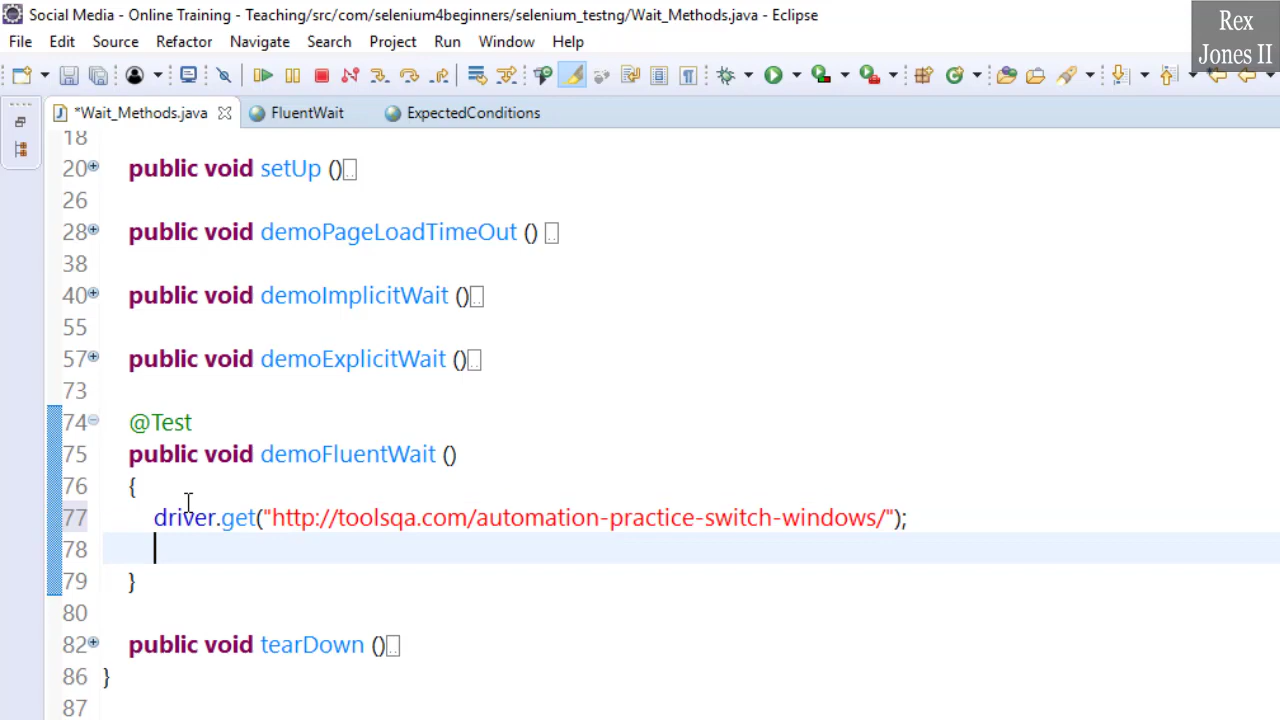 Social Media - Online Training - Teaching/src/com/selenium4beginners/selenium_testng/Wait_Methods.java - Eclipse
Rex
Jones II
File Edit Source Refactor Navigate Search Project Run Window Help
*Wait_Methods.java FluentWait ExpectedConditions
18
20 public void setUp ()
26
28 public void demoPageLoadTimeOut ()
38
40 public void demoImplicitWait ()
55
57 public void demoExplicitWait ()
73
74 @Test
75 public void demoFluentWait ()
76 {
77 driver.get("http://toolsqa.com/automation-practice-switch-windows/");
78
79 }
80
82 public void tearDown ()
86 }
87